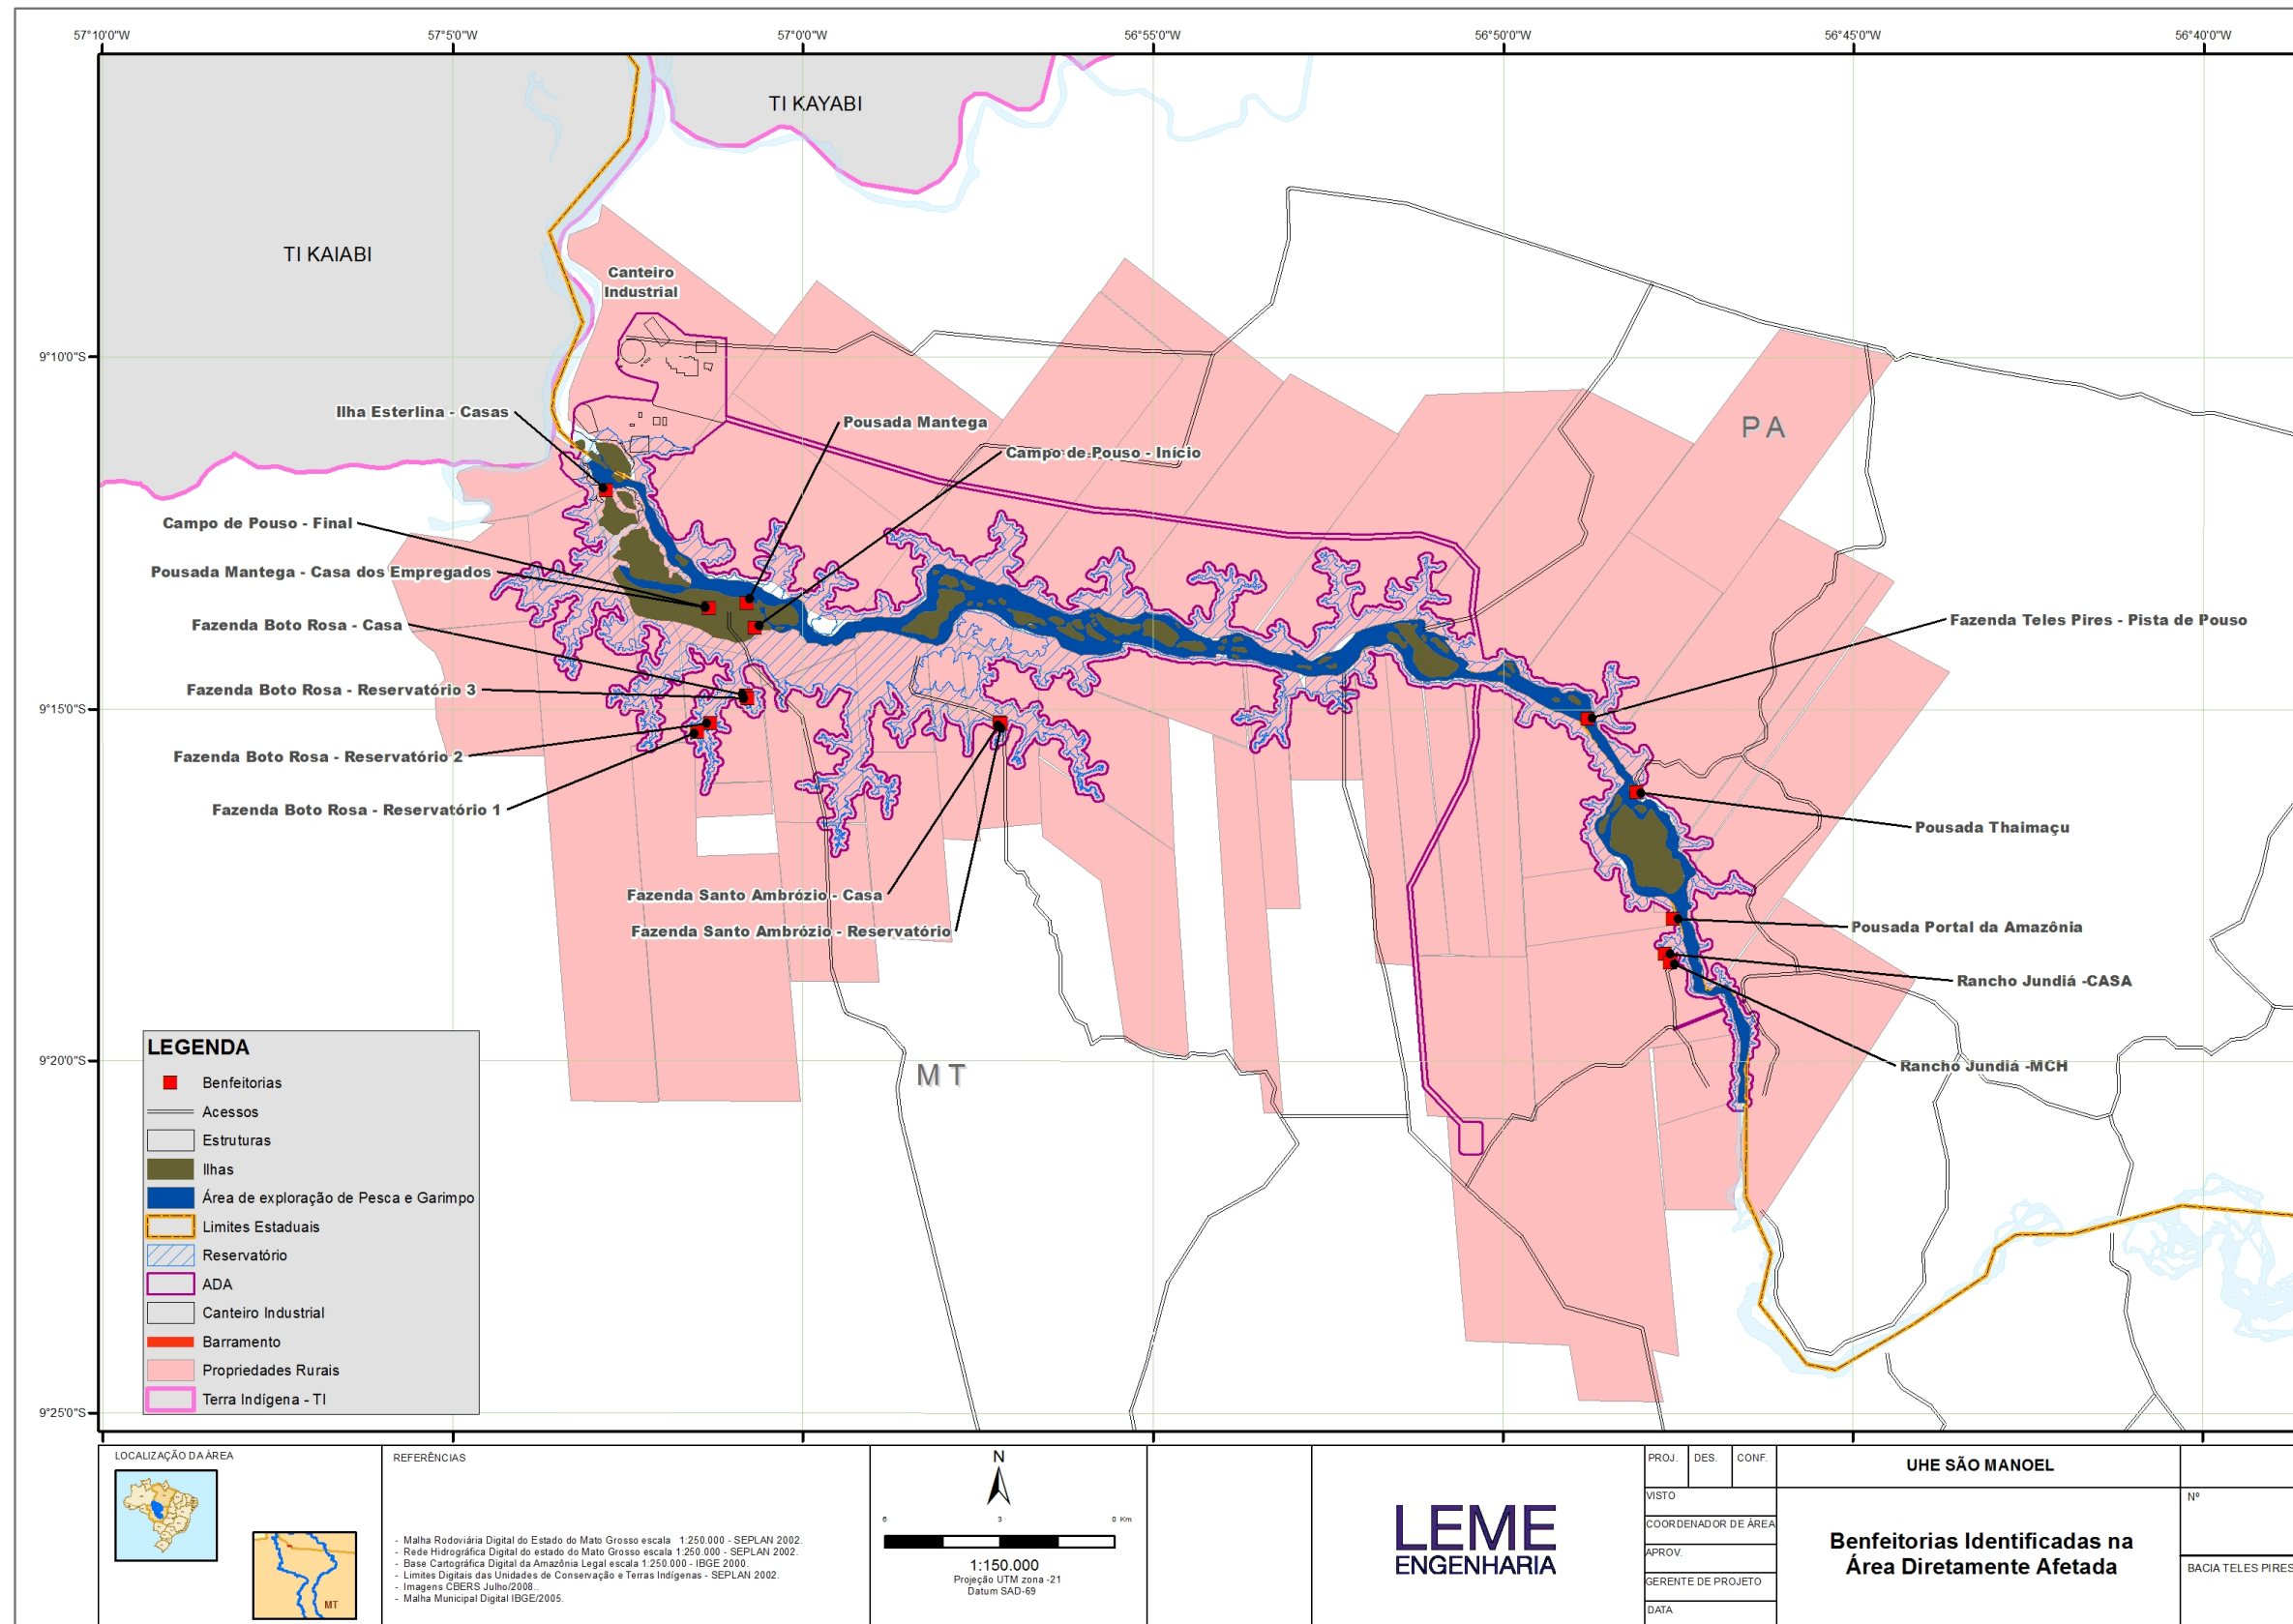 57°10'0"W
57°5'0"W
57°0'0"W
56°55'0"W
56°50'0"W
56°45'0"W
56°40'0"W
TI KAYABI
TI KAIABI
Canteiro
Industrial
9°10'0"S
Ilha Esterlina - Casas
Pousada Mantega
PA
Campo de Pouso - Início
Campo de Pouso - Final
Pousada Mantega - Casa dos Empregados
Fazenda Boto Rosa - Casa
Fazenda Teles Pires - Pista de Pouso
Fazenda Boto Rosa - Reservatório 3
9°15'0"S
Fazenda Boto Rosa - Reservatório 2
Fazenda Boto Rosa - Reservatório 1
Pousada Thaimaçu
Fazenda Santo Ambrózio - Casa
Fazenda Santo Ambrózio - Reservatório
Pousada Portal da Amazônia
Rancho Jundiá -CASA
9°20'0"S
MT
Rancho Jundiá -MCH
9°25'0"S
LEGENDA
Benfeitorias
Acessos
Estruturas
Ilhas
Área de exploração de Pesca e Garimpo
Limites Estaduais
Reservatório
ADA
Canteiro Industrial
Barramento
Propriedades Rurais
Terra Indígena - TI
LOCALIZAÇÃO DA ÁREA
MT
REFERÊNCIAS
- Malha Rodoviária Digital do Estado do Mato Grosso escala 1:250.000 - SEPLAN 2002.
- Rede Hidrográfica Digital do estado do Mato Grosso escala 1:250.000 - SEPLAN 2002.
- Base Cartográfica Digital da Amazônia Legal escala 1:250.000 - IBGE 2000.
- Limites Digitais das Unidades de Conservação e Terras Indígenas - SEPLAN 2002.
- Imagens CBERS Julho/2008..
- Malha Municipal Digital IBGE/2005.
N
6 3 0 Km
1:150.000
Projeção UTM zona -21
Datum SAD-69
LEME
ENGENHARIA
PROJ. DES. CONF.
VISTO
COORDENADOR DE ÁREA
APROV.
GERENTE DE PROJETO
DATA
UHE SÃO MANOEL
Benfeitorias Identificadas na
Área Diretamente Afetada
Nº
BACIA TELES PIRES